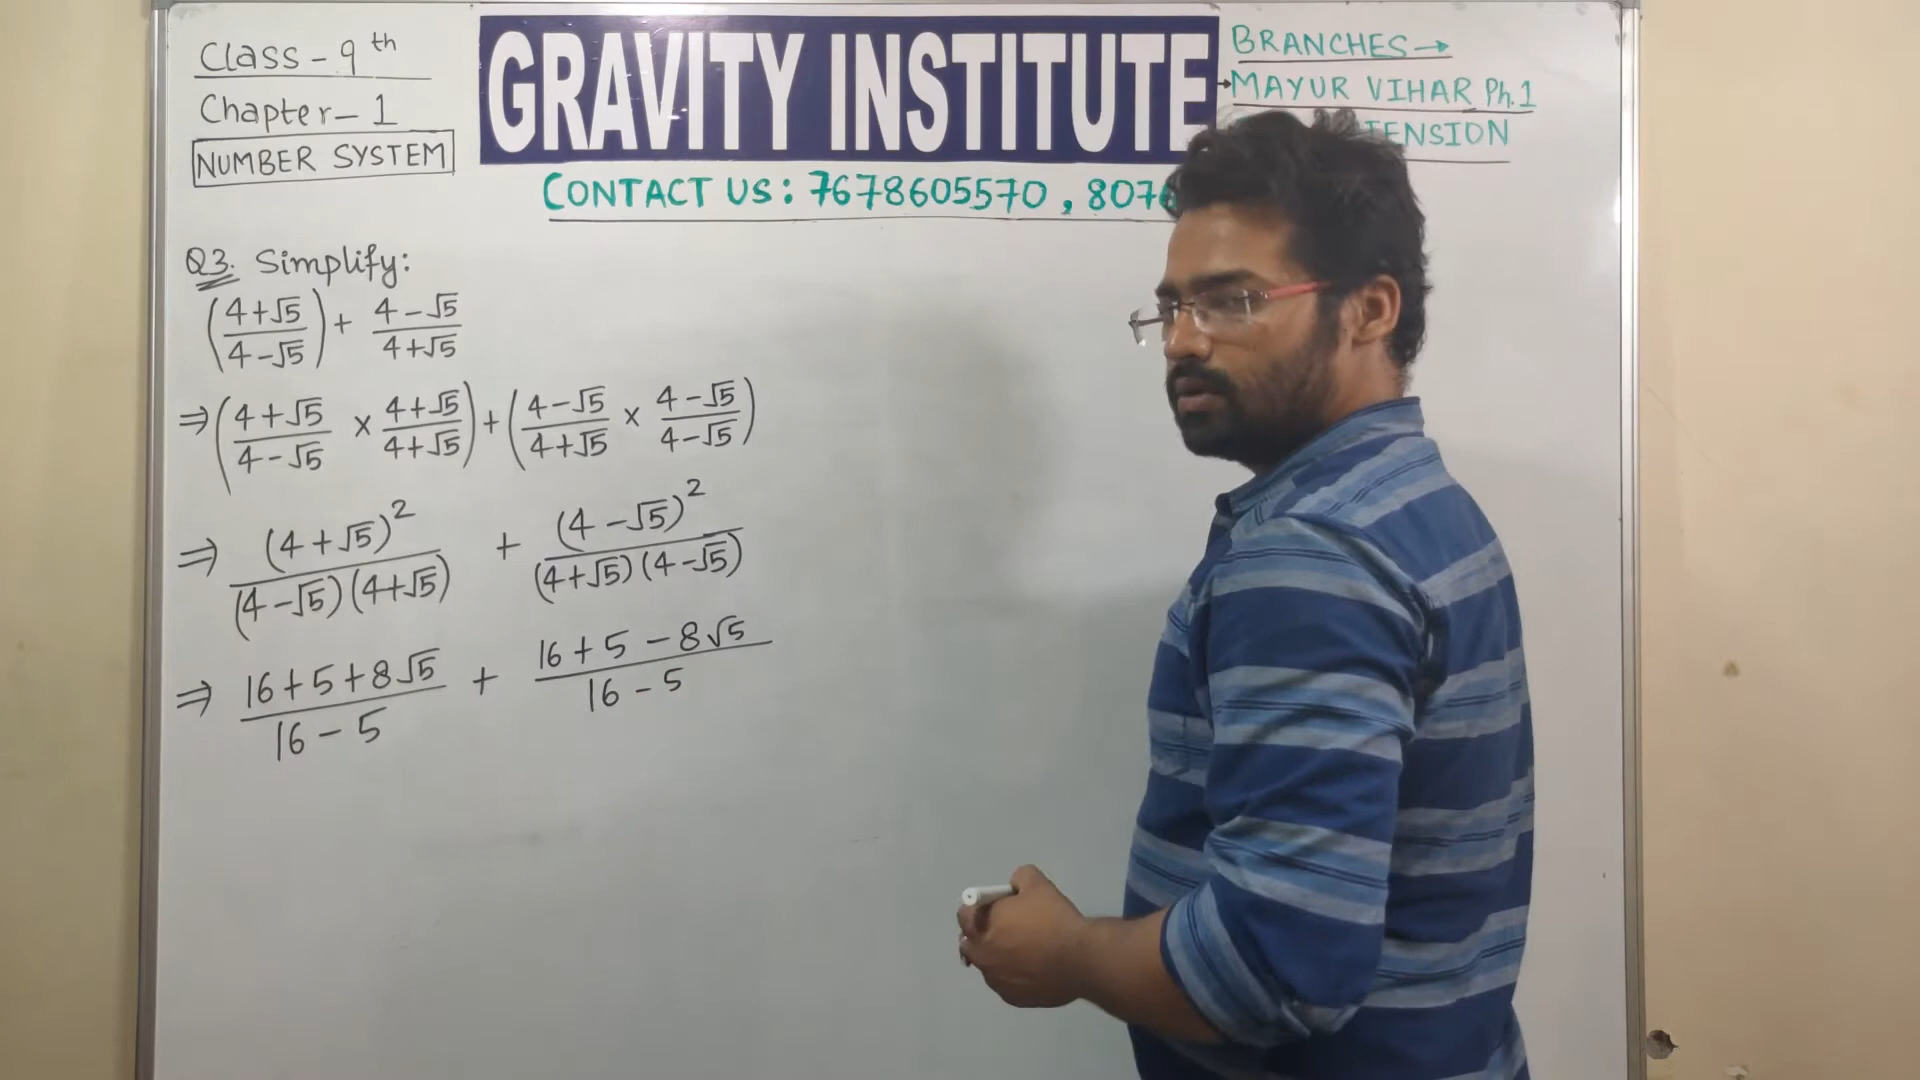 Class - 9th
Chapter - 1
NUMBER SYSTEM
GRAVITY INSTITUTE
BRANCHES→
→MAYUR VIHAR Ph.1
CONTACT US: 7678605570, 807
Q3. Simplify:
((4+√5)/(4-√5)) + (4-√5)/(4+√5)
⇒ ((4+√5)/(4-√5) × (4+√5)/(4+√5)) + ((4-√5)/(4+√5) × (4-√5)/(4-√5))
⇒ (4+√5)²/((4-√5)(4+√5)) + (4-√5)²/((4+√5)(4-√5))
⇒ (16+5+8√5)/(16-5) + (16+5-8√5)/(16-5)